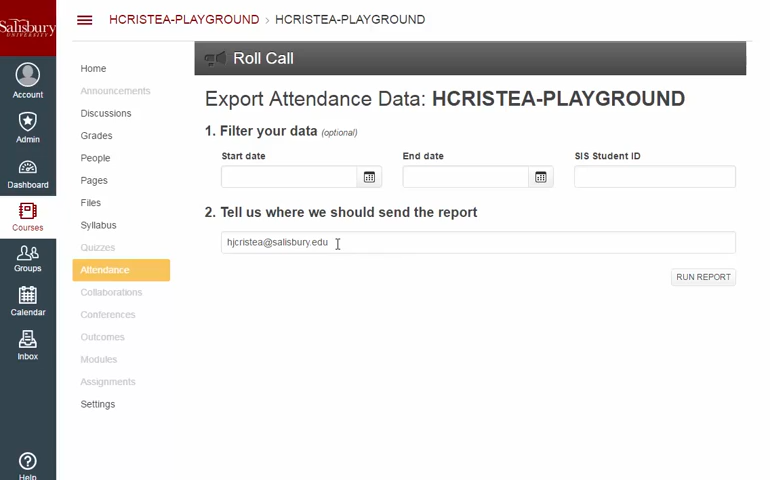 Salisbury
UNIVERSITY
HCRISTEA-PLAYGROUND › HCRISTEA-PLAYGROUND
Account
Admin
Dashboard
Courses
Groups
Calendar
Inbox
Help
Home
Announcements
Discussions
Grades
People
Pages
Files
Syllabus
Quizzes
Attendance
Collaborations
Conferences
Outcomes
Modules
Assignments
Settings
Roll Call
Export Attendance Data: HCRISTEA-PLAYGROUND
1. Filter your data (optional)
Start date End date SIS Student ID
2. Tell us where we should send the report
hjcristea@salisbury.edu
RUN REPORT